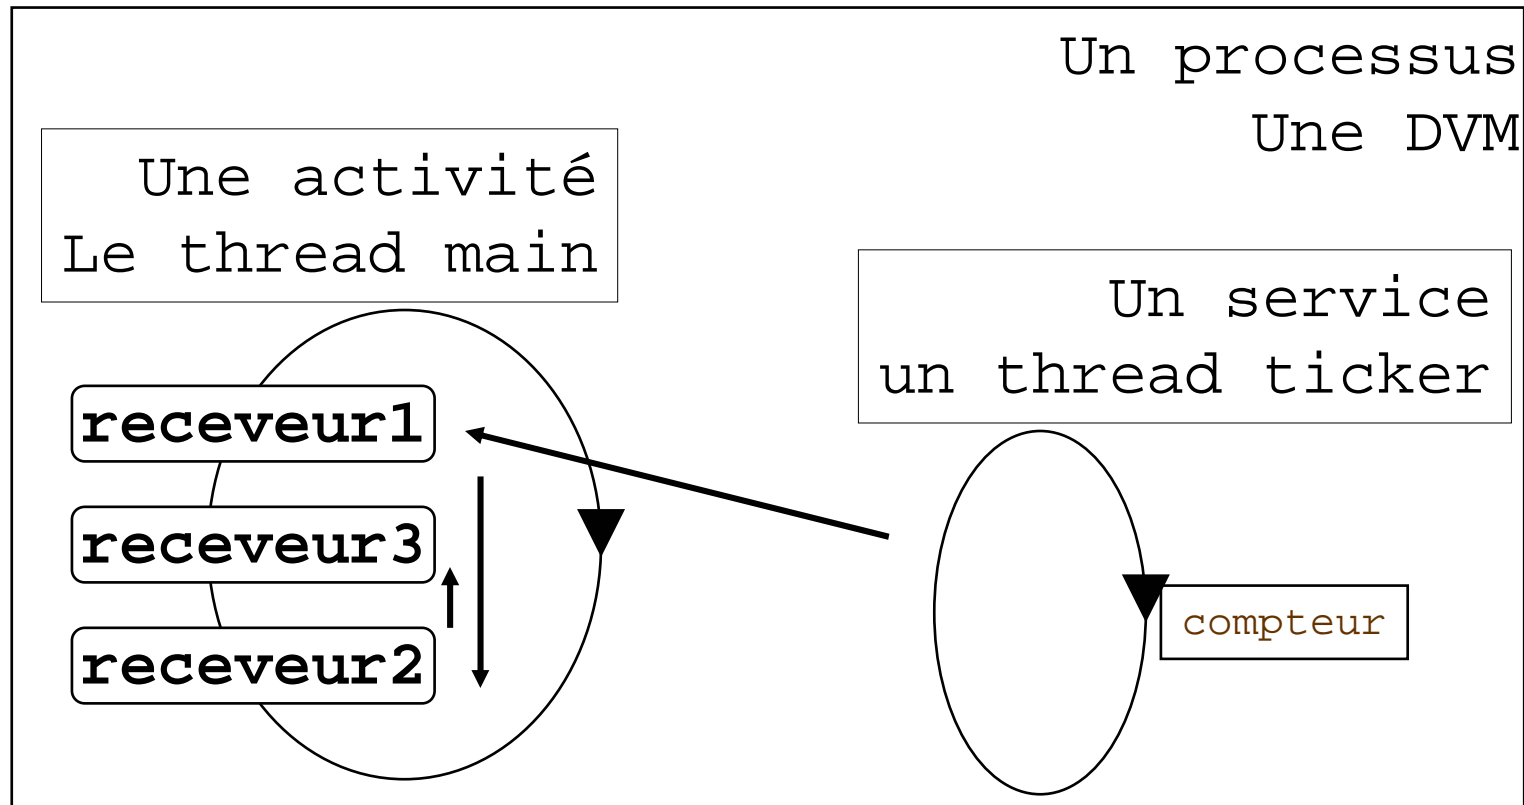 Un processus
Une DVM
Une activité
Le thread main
Un service
un thread ticker
receveur1
receveur3
receveur2
compteur